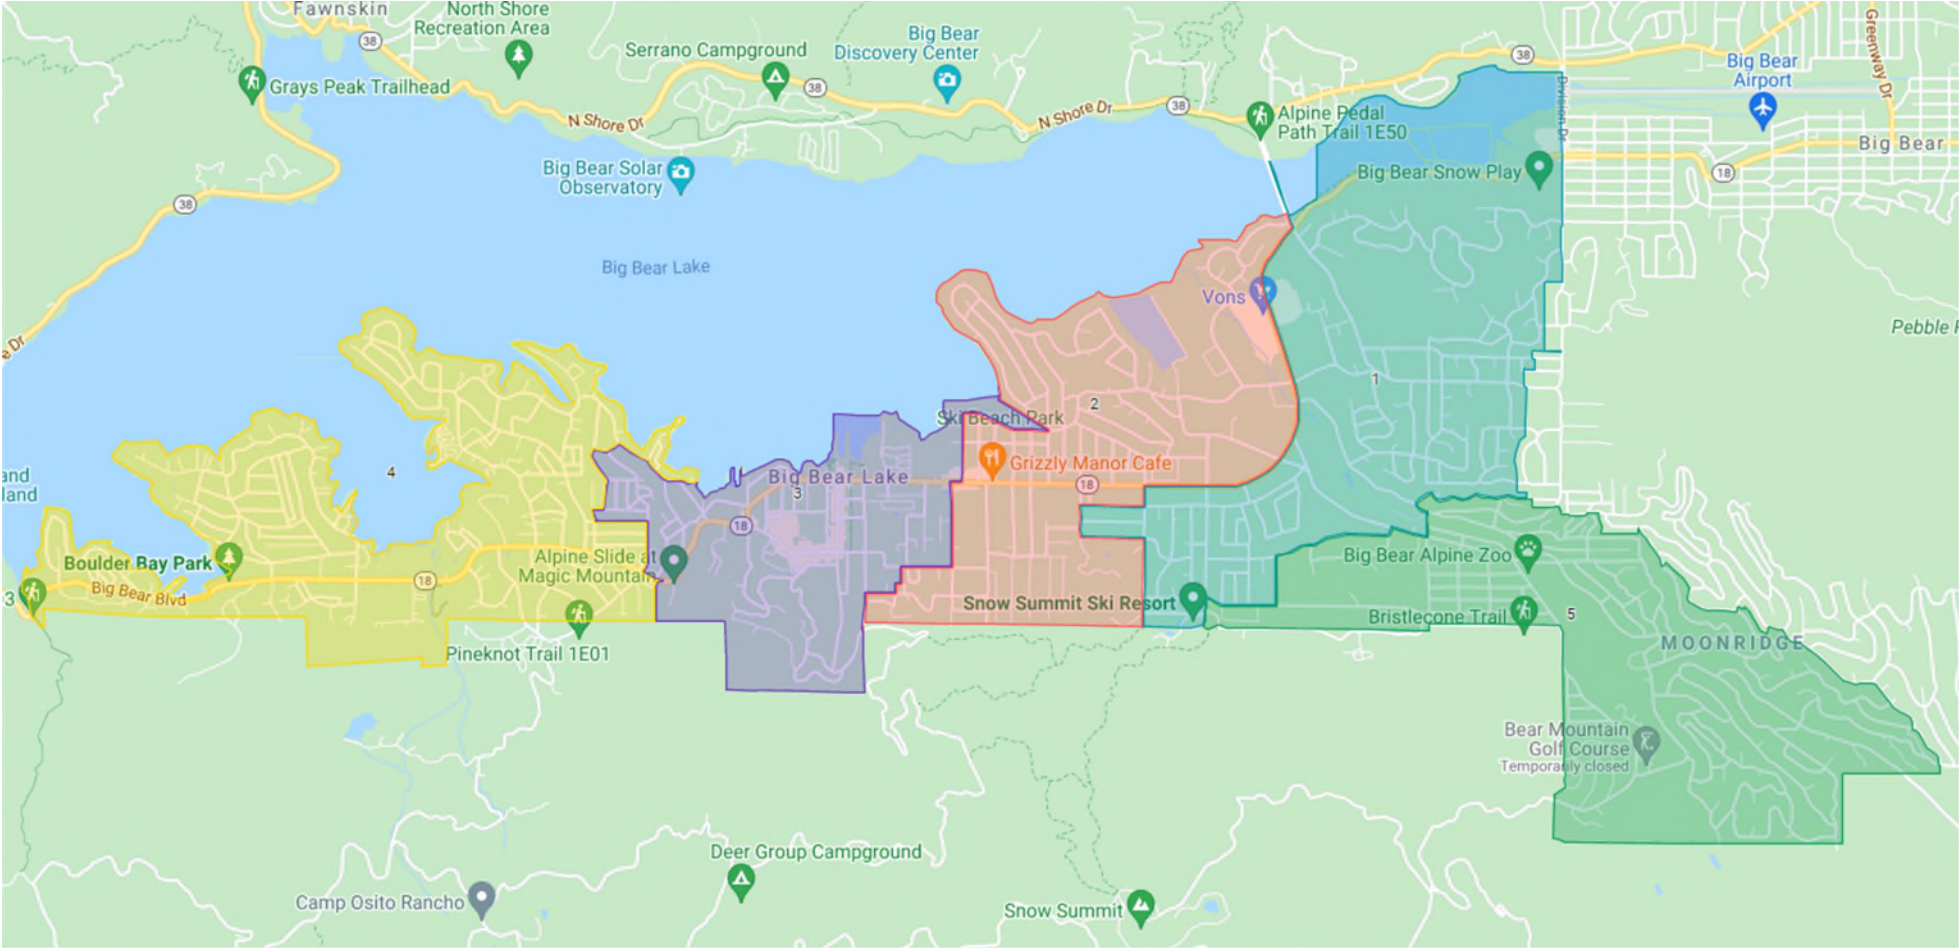 Fawnskin
North Shore
Recreation Area
38
Serrano Campground
38
Big Bear
Discovery Center
38
Big Bear
Airport
Greenway Dr
Grays Peak Trailhead
N Shore Dr
N Shore Dr
38
Alpine Pedal
Path Trail 1E50
Division Dr
Big Bear
Big Bear Solar
Observatory
Big Bear Snow Play
18
38
Big Bear Lake
Vons
Pebble
e Dr
1
2
Ski Beach Park
4
and
land
Grizzly Manor Cafe
Big Bear Lake
3
18
18
Alpine Slide at
Magic Mountain
Boulder Bay Park
18
Big Bear Blvd
3
Big Bear Alpine Zoo
Snow Summit Ski Resort
Bristlecone Trail
5
MOONRIDGE
Pineknot Trail 1E01
Bear Mountain
Golf Course
Temporarily closed
Deer Group Campground
Camp Osito Rancho
Snow Summit